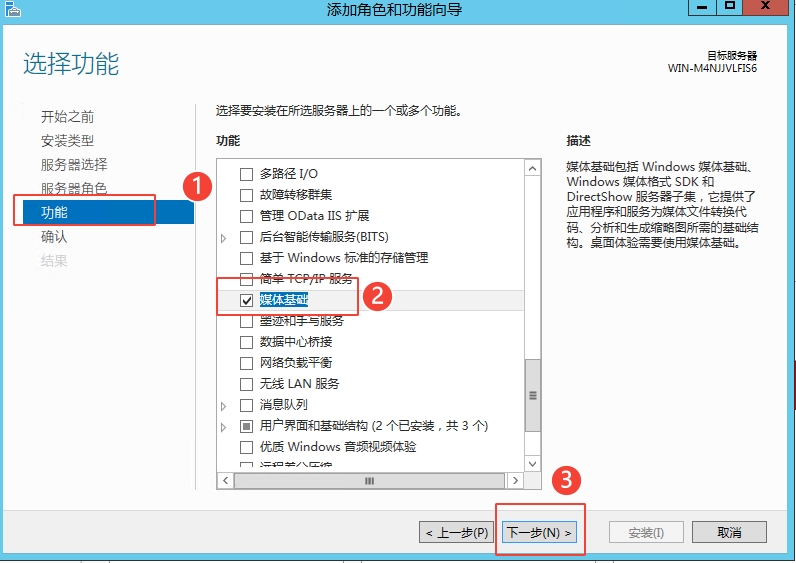 添加角色和功能向导
选择功能
目标服务器
WIN-M4NJJVLFIS6
开始之前
安装类型
服务器选择
服务器角色
功能
确认
结果
1
选择要安装在所选服务器上的一个或多个功能。
功能
多路径 I/O
故障转移群集
管理 OData IIS 扩展
后台智能传输服务(BITS)
基于 Windows 标准的存储管理
简单 TCP/IP 服务
媒体基础
2
墨迹和手写服务
数据中心桥接
网络负载平衡
无线 LAN 服务
消息队列
用户界面和基础结构 (2 个已安装，共 3 个)
优质 Windows 音频视频体验
远程差分压缩
描述
媒体基础包括 Windows 媒体基础、
Windows 媒体格式 SDK 和
DirectShow 服务器子集，它提供了
应用程序和服务为媒体文件转换代
码、分析和生成缩略图所需的基础结
构。桌面体验需要使用媒体基础。
3
< 上一步(P)
下一步(N) >
安装(I)
取消